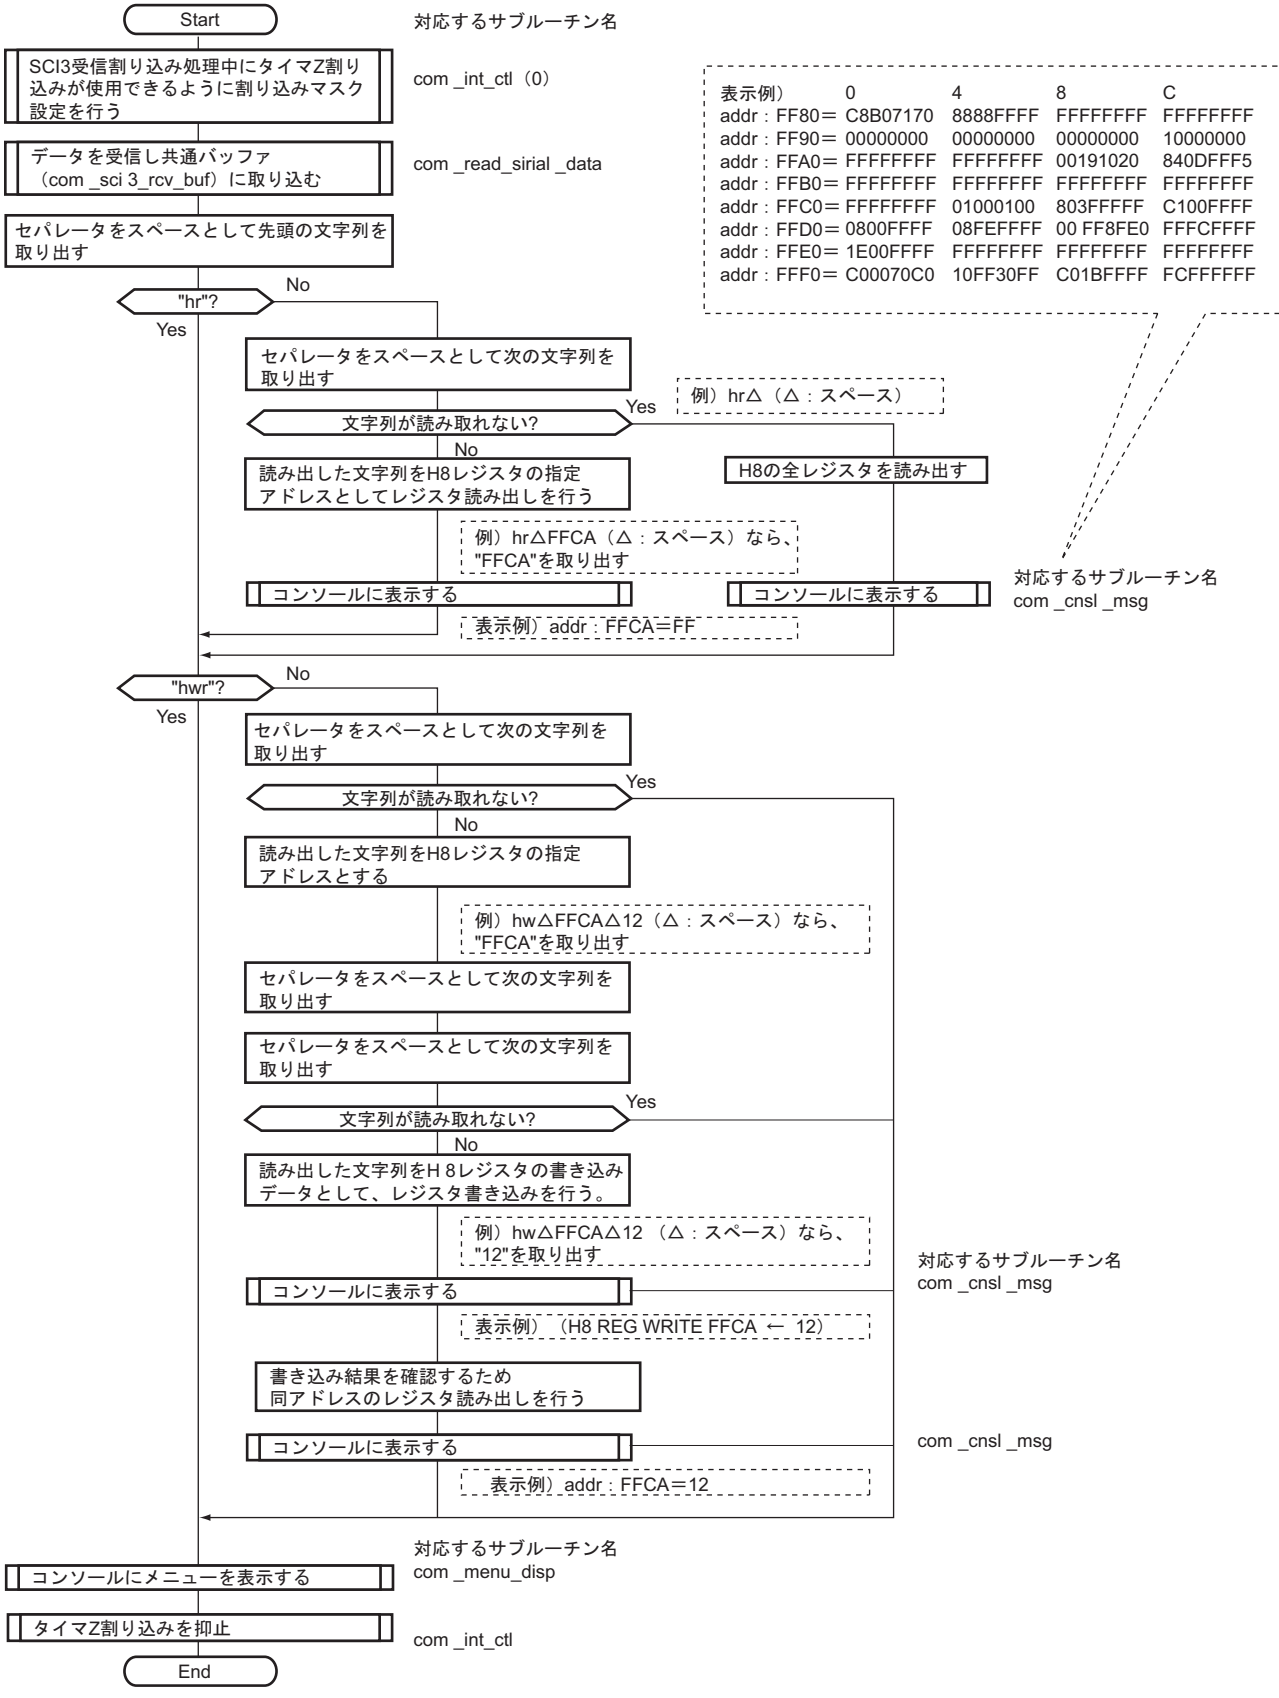 Start
対応するサブルーチン名
SCI3受信割り込み処理中にタイマZ割り
込みが使用できるように割り込みマスク
設定を行う
com _int_ctl（0）
データを受信し共通バッファ
（com _sci 3_rcv_buf）に取り込む
com _read_sirial _data
セパレータをスペースとして先頭の文字列を
取り出す
表示例） 0 4 8 C
addr : FF80＝ C8B07170 8888FFFF FFFFFFFF FFFFFFFF
addr : FF90＝ 00000000 00000000 00000000 10000000
addr : FFA0＝ FFFFFFFF FFFFFFFF 00191020 840DFFF5
addr : FFB0＝ FFFFFFFF FFFFFFFF FFFFFFFF FFFFFFFF
addr : FFC0＝ FFFFFFFF 01000100 803FFFFF C100FFFF
addr : FFD0＝ 0800FFFF 08FEFFFF 00 FF8FE0 FFFCFFFF
addr : FFE0＝ 1E00FFFF FFFFFFFF FFFFFFFF FFFFFFFF
addr : FFF0＝ C00070C0 10FF30FF C01BFFFF FCFFFFFF
"hr"?
No
Yes
セパレータをスペースとして次の文字列を
取り出す
文字列が読み取れない?
Yes
例）hr△（△：スペース）
No
読み出した文字列をH8レジスタの指定
アドレスとしてレジスタ読み出しを行う
H8の全レジスタを読み出す
例）hr△FFCA（△：スペース）なら、
"FFCA"を取り出す
コンソールに表示する
コンソールに表示する
対応するサブルーチン名
com _cnsl _msg
表示例）addr : FFCA＝FF
"hwr"?
No
Yes
セパレータをスペースとして次の文字列を
取り出す
文字列が読み取れない?
Yes
No
読み出した文字列をH8レジスタの指定
アドレスとする
例）hw△FFCA△12（△：スペース）なら、
"FFCA"を取り出す
セパレータをスペースとして次の文字列を
取り出す
セパレータをスペースとして次の文字列を
取り出す
文字列が読み取れない?
Yes
No
読み出した文字列をH 8レジスタの書き込み
データとして、レジスタ書き込みを行う。
例）hw△FFCA△12 （△：スペース）なら、
"12"を取り出す
対応するサブルーチン名
com _cnsl _msg
コンソールに表示する
表示例）（H8 REG WRITE FFCA ← 12）
書き込み結果を確認するため
同アドレスのレジスタ読み出しを行う
コンソールに表示する
com _cnsl _msg
表示例）addr : FFCA＝12
対応するサブルーチン名
com _menu_disp
コンソールにメニューを表示する
タイマZ割り込みを抑止
com _int_ctl
End